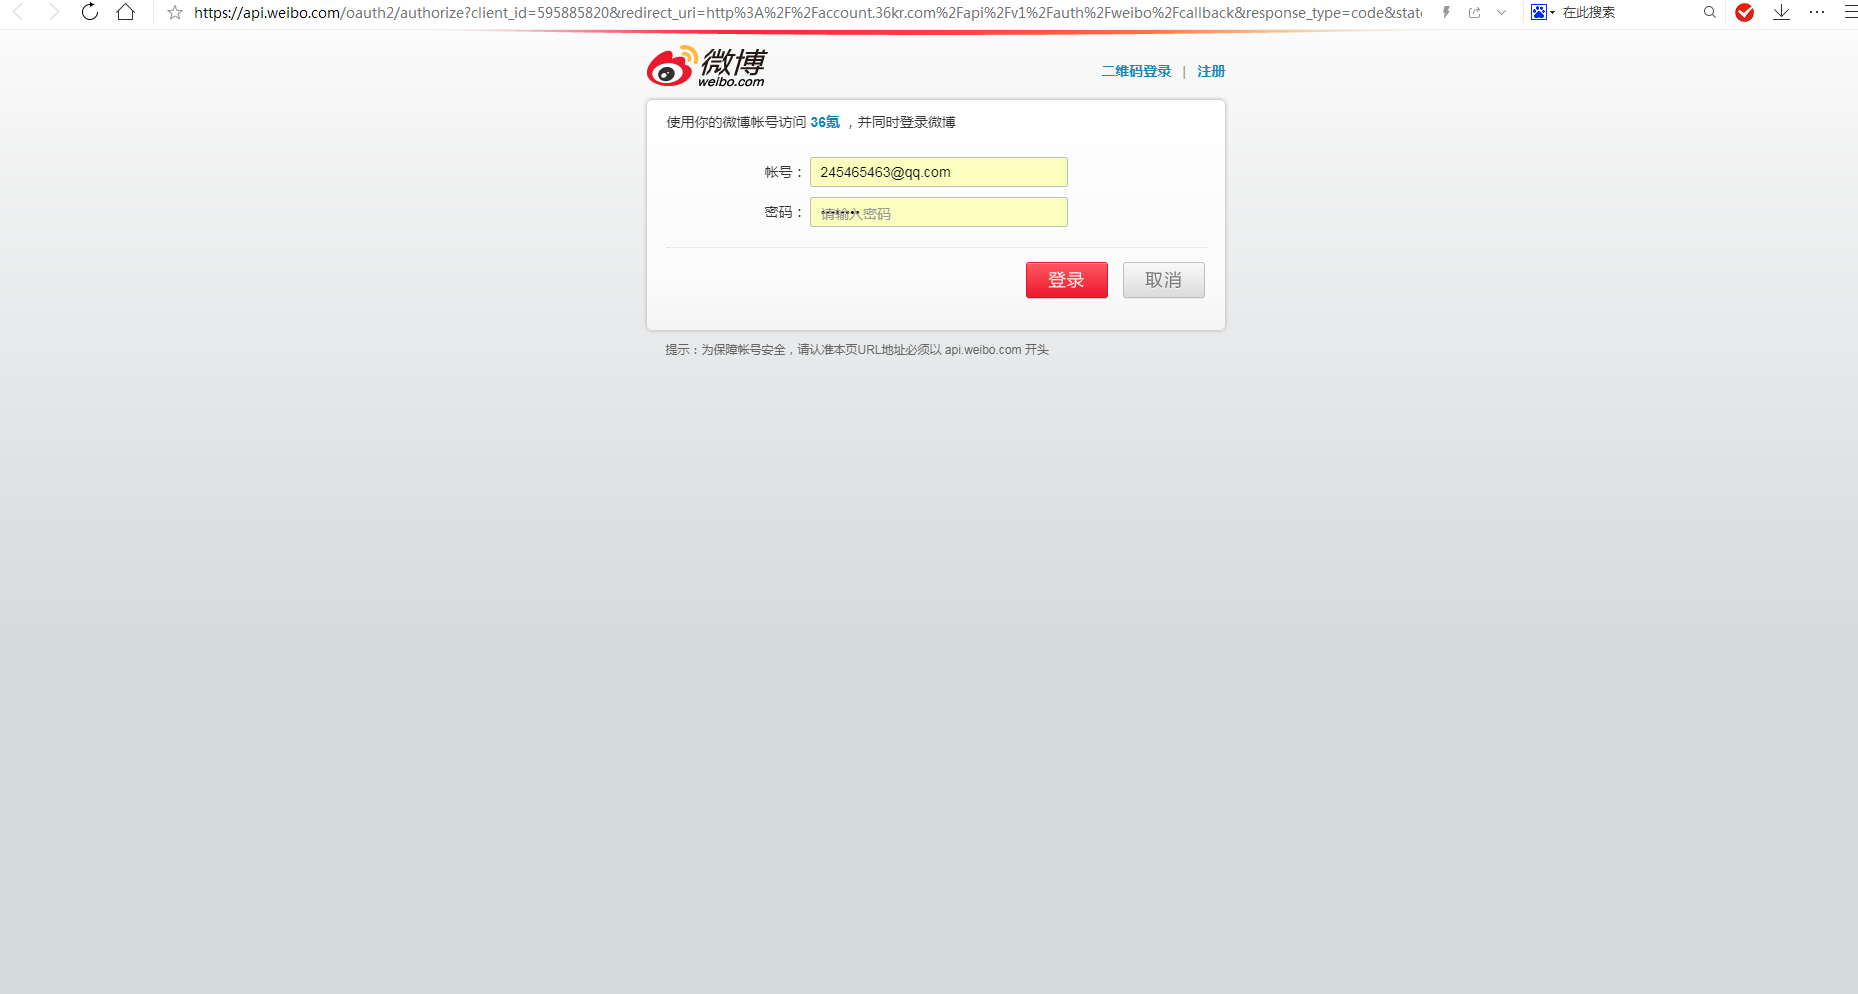 https://api.weibo.com/oauth2/authorize?client_id=595885820&redirect_uri=http%3A%2F%2Faccount.36kr.com%2Fapi%2Fv1%2Fauth%2Fweibo%2Fcallback&response_type=code&stat
在此搜索
微博
weibo.com
二维码登录 | 注册
使用你的微博帐号访问 36氪 ，并同时登录微博
帐号： 245465463@qq.com
密码： 请输入密码
登录 取消
提示：为保障帐号安全，请认准本页URL地址必须以 api.weibo.com 开头